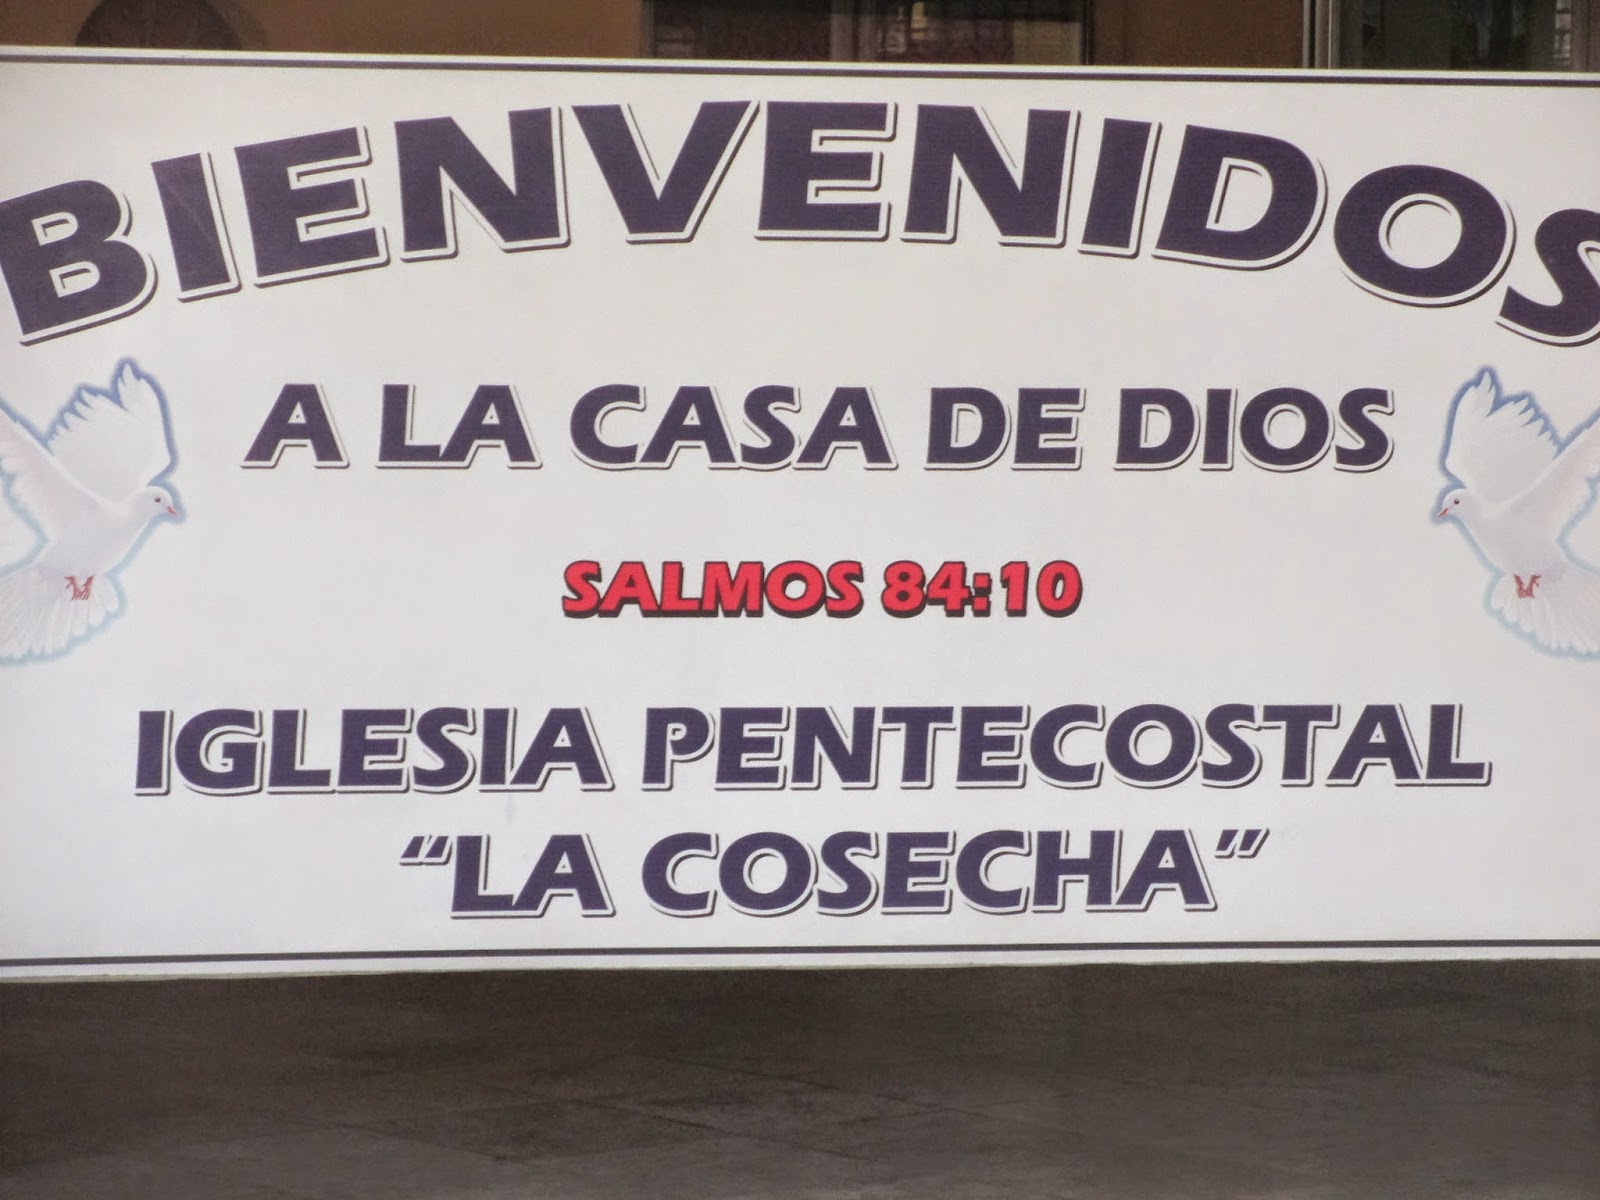 BIENVENIDOS
A LA CASA DE DIOS
SALMOS 84:10
IGLESIA PENTECOSTAL
“LA COSECHA”